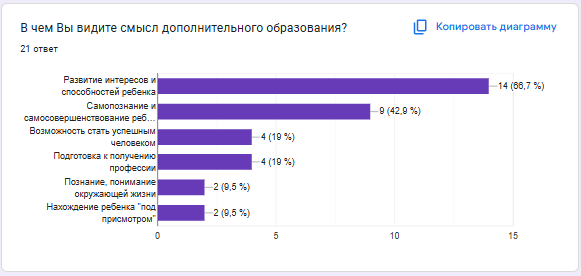 В чем Вы видите смысл дополнительного образования?
Копировать диаграмму
21 ответ
Развитие интересов и
способностей ребенка
14 (66,7 %)
Самопознание и
самосовершенствование реб…
9 (42,9 %)
Возможность стать успешным
человеком
4 (19 %)
Подготовка к получению
профессии
4 (19 %)
Познание, понимание
окружающей жизни
2 (9,5 %)
Нахождение ребенка "под
присмотром"
2 (9,5 %)
0
5
10
15